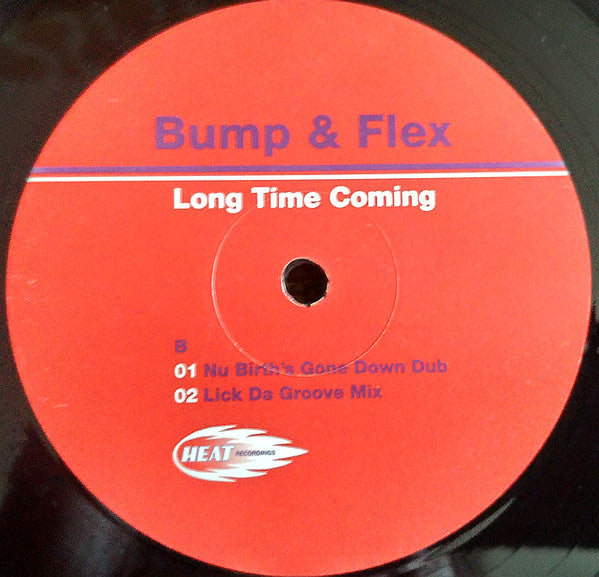 Bump & Flex
Long Time Coming
B
01 Nu Birth's Gone Down Dub
02 Lick Da Groove Mix
HEAT RECORDINGS